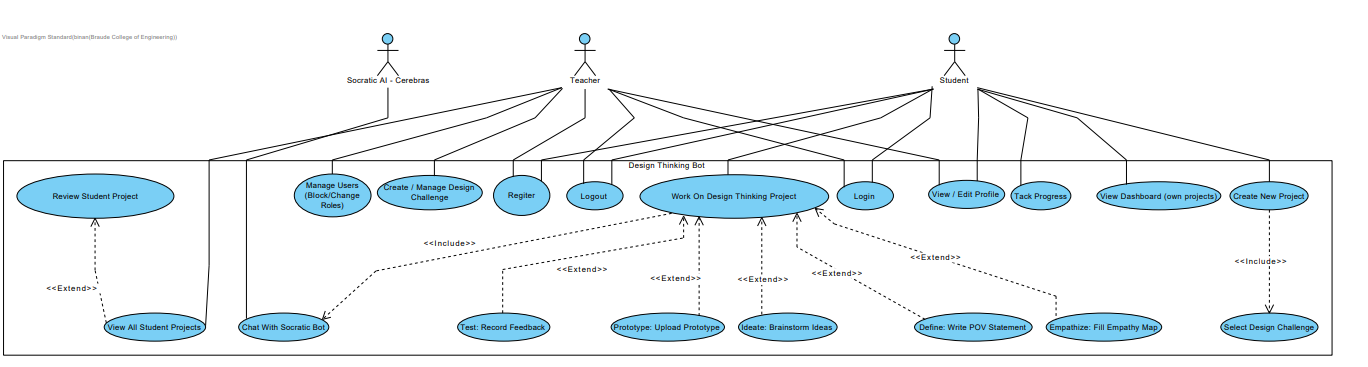 Visual Paradigm Standard(binan(Braude College of Engineering))
Socratic AI - Cerebras
Teacher
Student
Design Thinking Bot
Review Student Project
Manage Users
(Block/Change
Roles)
Create / Manage Design
Challenge
Regiter
Logout
Work On Design Thinking Project
Login
View / Edit Profile
Tack Progress
View Dashboard (own projects)
Create New Project
<<Include>>
<<Extend>>
<<Extend>>
<<Extend>>
<<Extend>>
<<Extend>>
<<Include>>
<<Extend>>
View All Student Projects
Chat With Socratic Bot
Test: Record Feedback
Prototype: Upload Prototype
Ideate: Brainstorm Ideas
Define: Write POV Statement
Empathize: Fill Empathy Map
Select Design Challenge